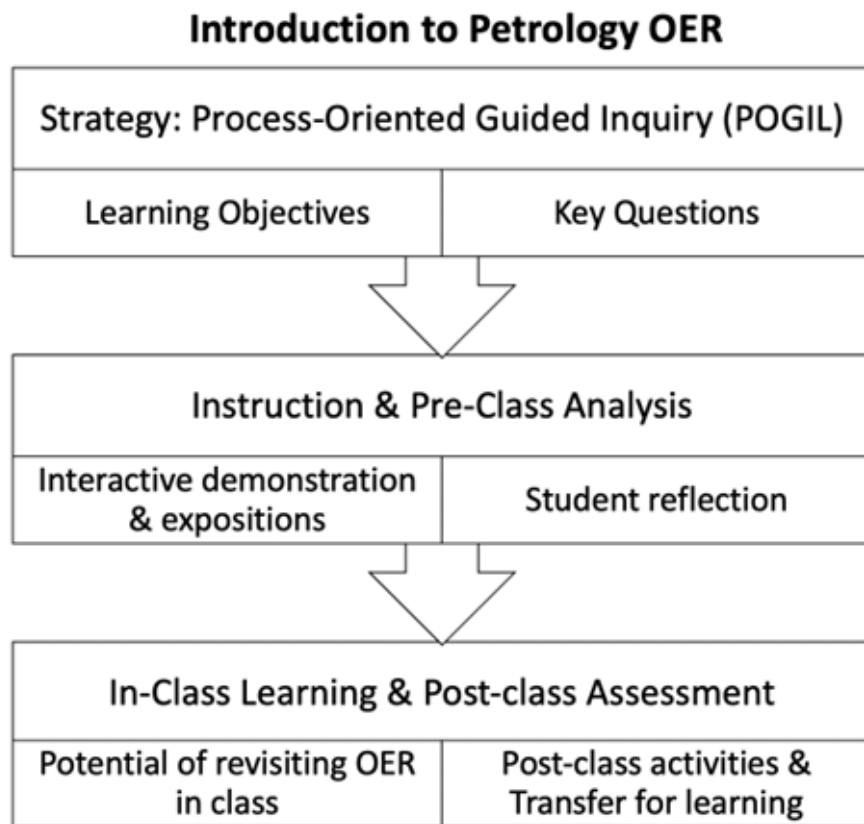 Introduction to Petrology OER
Strategy: Process-Oriented Guided Inquiry (POGIL)
Learning Objectives
Key Questions
Instruction & Pre-Class Analysis
Interactive demonstration
& expositions
Student reflection
In-Class Learning & Post-class Assessment
Potential of revisiting OER
in class
Post-class activities &
Transfer for learning